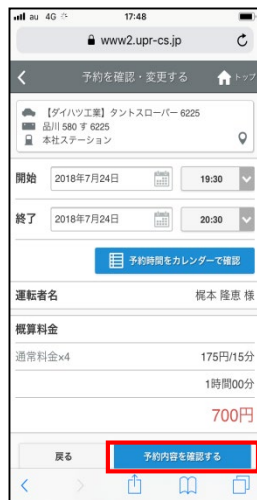 au 4G 17:48
www2.upr-cs.jp
予約を確認・変更する トップ
【ダイハツ工業】タントスローパー 6225
品川 580 す 6225
本社ステーション
開始 2018年7月24日 19:30
終了 2018年7月24日 20:30
予約時間をカレンダーで確認
運転者名 梶本 隆恵 様
概算料金
通常料金×4 175円/15分
1時間00分
700円
戻る 予約内容を確認する